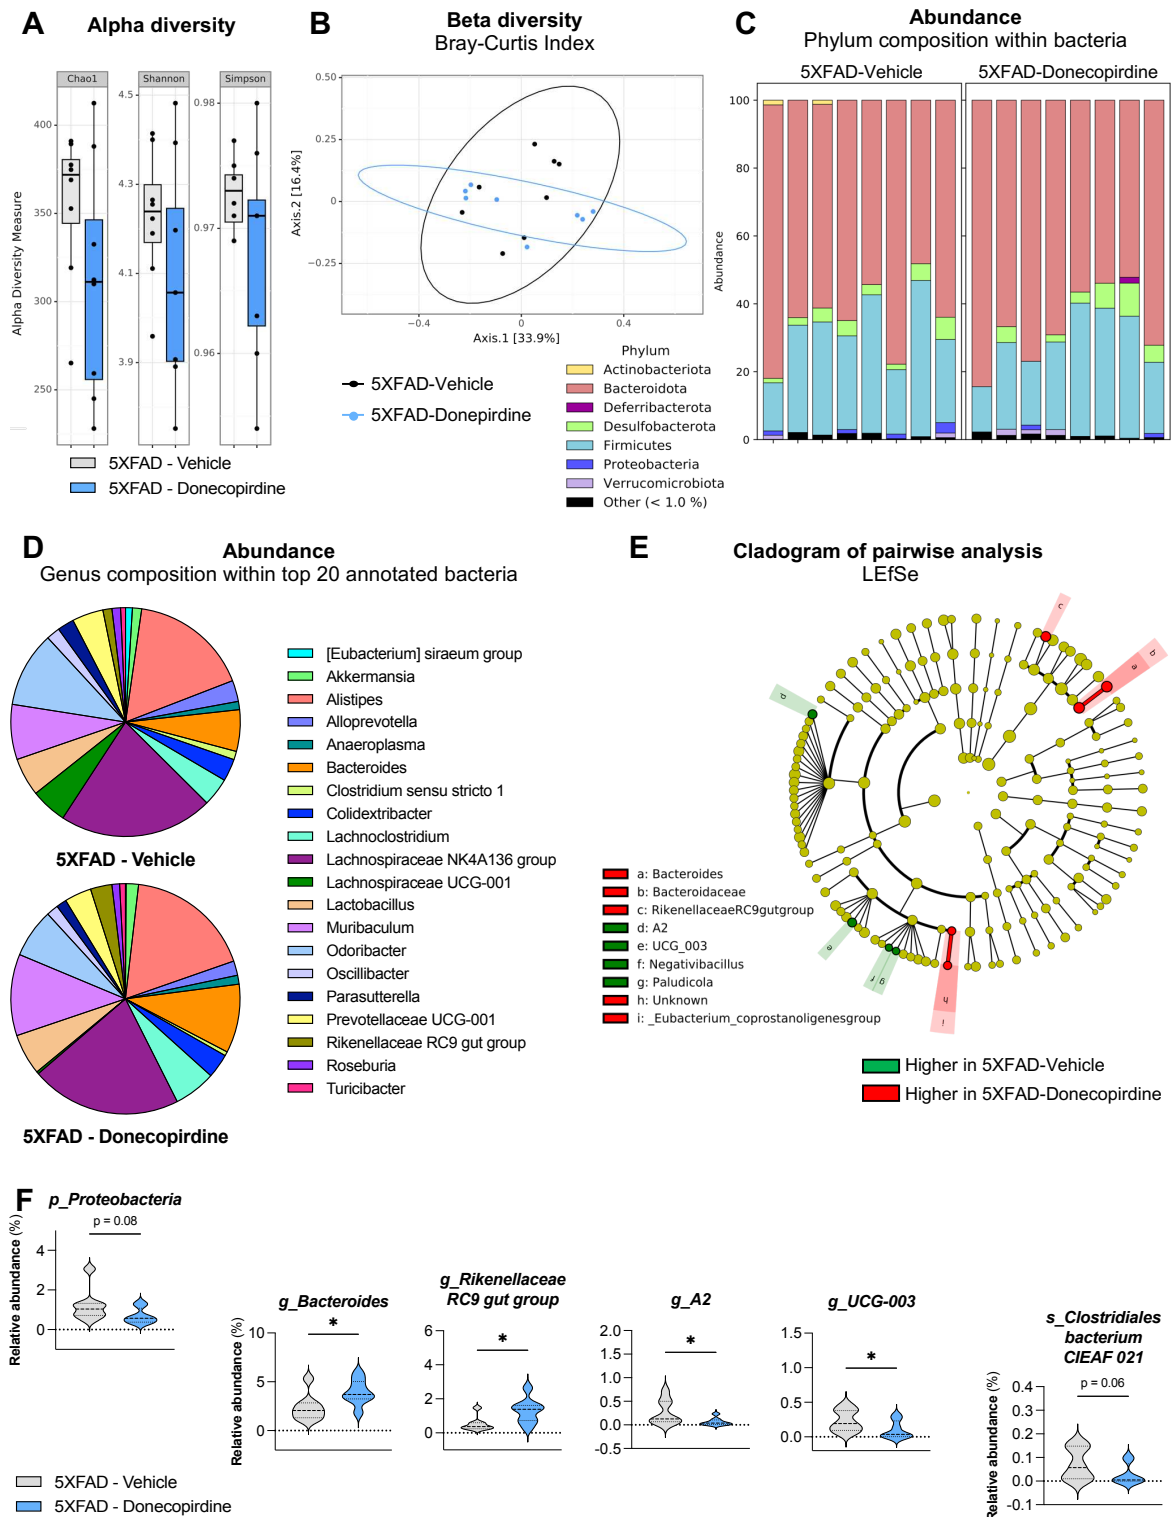 A Alpha diversity
Chao1 Shannon Simpson
400
350
300
250
4.5
4.3
4.1
3.9
0.98
0.97
0.96
Alpha Diversity Measure
5XFAD - Vehicle
5XFAD - Donecopirdine
B Beta diversity
Bray-Curtis Index
0.50
0.25
0
−0.25
Axis.2 [16.4%]
−0.4 0 0.4
Axis.1 [33.9%]
5XFAD-Vehicle
5XFAD-Donepirdine
C Abundance
Phylum composition within bacteria
5XFAD-Vehicle 5XFAD-Donecopirdine
100
80
60
40
20
0
Abundance
Phylum
Actinobacteriota
Bacteroidota
Deferribacterota
Desulfobacterota
Firmicutes
Proteobacteria
Verrucomicrobiota
Other (< 1.0 %)
D Abundance
Genus composition within top 20 annotated bacteria
5XFAD - Vehicle
5XFAD - Donecopirdine
[Eubacterium] siraeum group
Akkermansia
Alistipes
Alloprevotella
Anaeroplasma
Bacteroides
Clostridium sensu stricto 1
Colidextribacter
Lachnoclostridium
Lachnospiraceae NK4A136 group
Lachnospiraceae UCG-001
Lactobacillus
Muribaculum
Odoribacter
Oscillibacter
Parasutterella
Prevotellaceae UCG-001
Rikenellaceae RC9 gut group
Roseburia
Turicibacter
E Cladogram of pairwise analysis
LEfSe
c
b
a
d
e
g f
h
i
a: Bacteroides
b: Bacteroidaceae
c: RikenellaceaeRC9gutgroup
d: A2
e: UCG_003
f: Negativibacillus
g: Paludicola
h: Unknown
i: _Eubacterium_coprostanoligenesgroup
Higher in 5XFAD-Vehicle
Higher in 5XFAD-Donecopirdine
F
p_Proteobacteria
p = 0.08
4
2
0
Relative abundance (%)
g_Bacteroides
*
10
5
0
Relative abundance (%)
g_Rikenellaceae
RC9 gut group
*
6
4
2
0
g_A2
*
2.0
1.5
1.0
0.5
0.0
-0.5
g_UCG-003
*
1.5
1.0
0.5
0.0
s_Clostridiales
bacterium
CIEAF 021
p = 0.06
0.4
0.3
0.2
0.1
0.0
-0.1
Relative abundance (%)
5XFAD - Vehicle
5XFAD - Donecopirdine